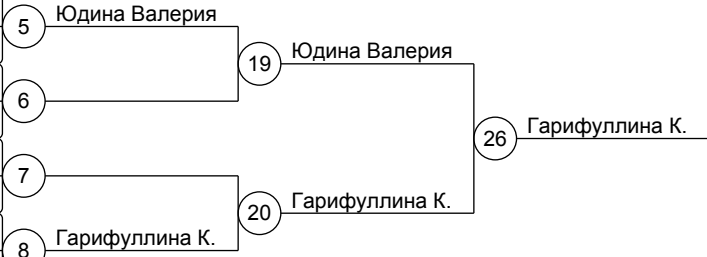 5 Юдина Валерия
19 Юдина Валерия
6
26 Гарифуллина К.
7
20 Гарифуллина К.
8 Гарифуллина К.